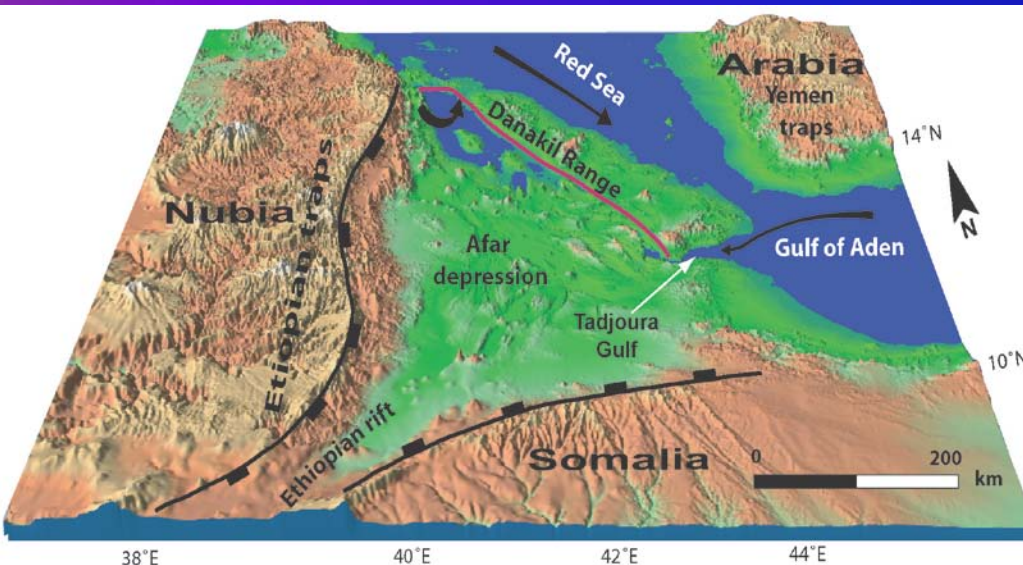 Red Sea
Arabia
Yemen
traps
14°N
Danakil Range
Nubia
Etiopian traps
N
Afar
depression
Gulf of Aden
Tadjoura
Gulf
10°N
Ethiopian rift
Somalia
0 200
km
38°E 40°E 42°E 44°E